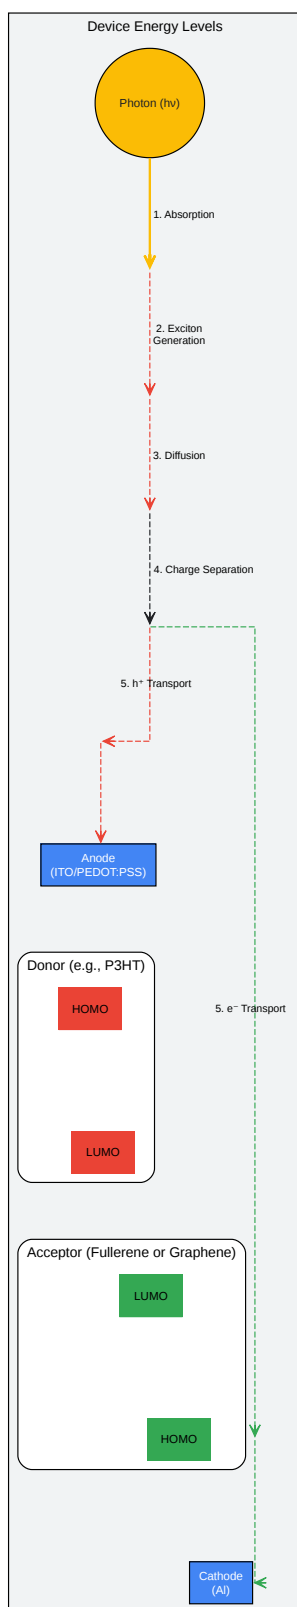 Device Energy Levels
Photon (hν)
1. Absorption
2. Exciton
Generation
3. Diffusion
4. Charge Separation
5. h⁺ Transport
Anode
(ITO/PEDOT:PSS)
Donor (e.g., P3HT)
HOMO
5. e⁻ Transport
LUMO
Acceptor (Fullerene or Graphene)
LUMO
HOMO
Cathode
(Al)